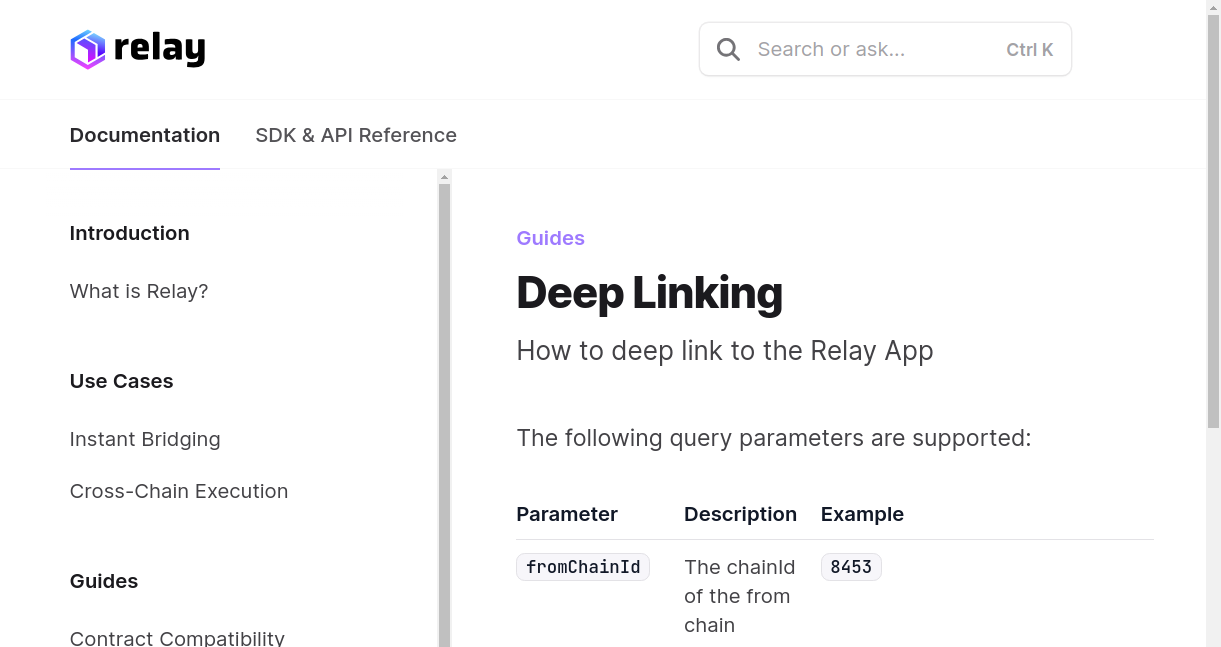 relay
Search or ask...
Ctrl K
Documentation
SDK & API Reference
Introduction
What is Relay?
Use Cases
Instant Bridging
Cross-Chain Execution
Guides
Contract Compatibility
Guides
Deep Linking
How to deep link to the Relay App
The following query parameters are supported:
Parameter Description Example
fromChainId The chainId 8453
of the from
chain